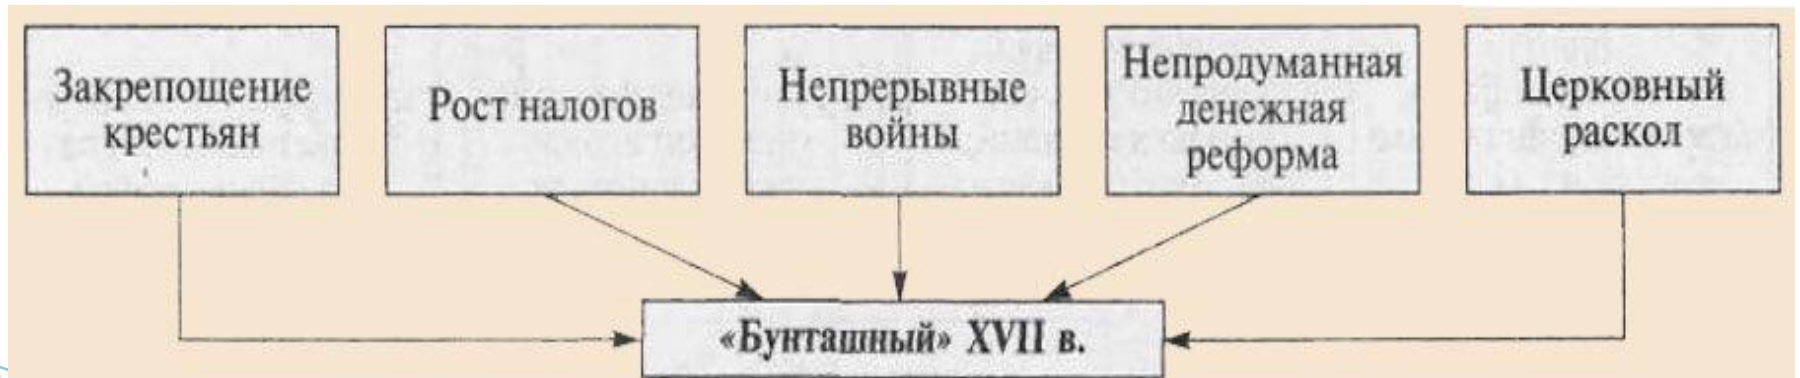 Закрепощение
крестьян
Рост налогов
Непрерывные
войны
Непродуманная
денежная
реформа
Церковный
раскол
«Бунташный» XVII в.